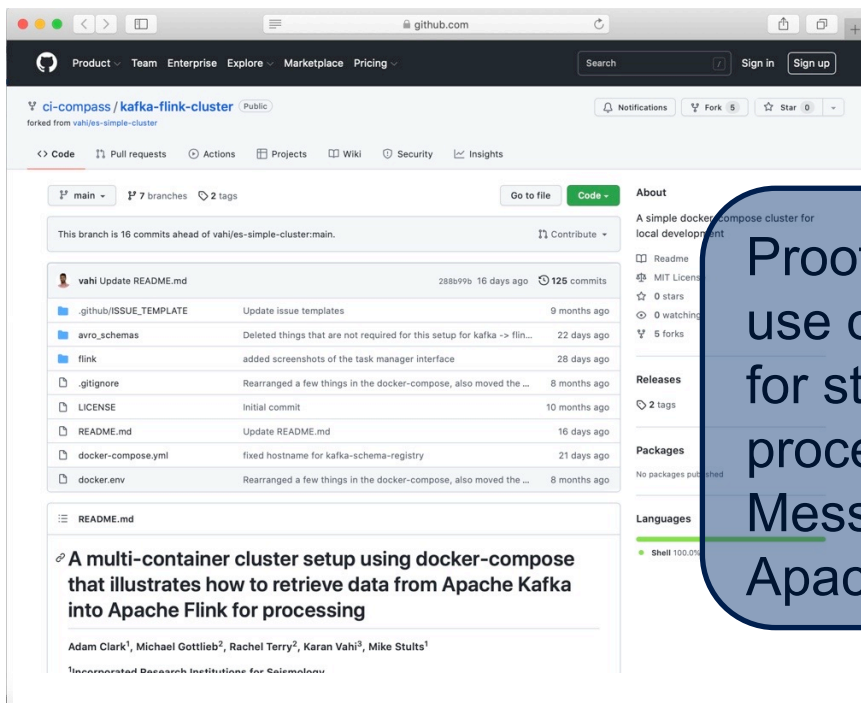 github.com
Product Team Enterprise Explore Marketplace Pricing Search / Sign in Sign up
ci-compass / kafka-flink-cluster Public
Notifications Fork 5 Star 0
forked from vahi/es-simple-cluster
<> Code Pull requests Actions Projects Wiki Security Insights
main 7 branches 2 tags Go to file Code
This branch is 16 commits ahead of vahi/es-simple-cluster:main. Contribute
vahi Update README.md 288b99b 16 days ago 125 commits
.github/ISSUE_TEMPLATE Update issue templates 9 months ago
avro_schemas Deleted things that are not required for this setup for kafka -> flin... 22 days ago
flink added screenshots of the task manager interface 28 days ago
.gitignore Rearranged a few things in the docker-compose, also moved the ... 8 months ago
LICENSE Initial commit 10 months ago
README.md Update README.md 16 days ago
docker-compose.yml fixed hostname for kafka-schema-registry 21 days ago
docker.env Rearranged a few things in the docker-compose, also moved the ... 8 months ago
README.md
A multi-container cluster setup using docker-compose
that illustrates how to retrieve data from Apache Kafka
into Apache Flink for processing
Adam Clark1, Michael Gottlieb2, Rachel Terry2, Karan Vahi3, Mike Stults1
1Incorporated Research Institutions for Seismology
About
A simple docker-compose cluster for
local development
Readme
MIT License
0 stars
0 watching
5 forks
Releases
2 tags
Packages
No packages published
Languages
Shell 100.0%
Proo
use
for st
proce
Mess
Apac